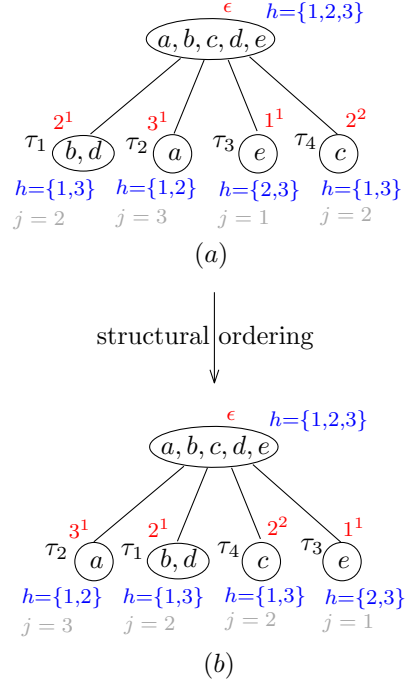 ϵ h={1,2,3}
a, b, c, d, e
2¹ 3¹ 1¹ 2²
τ₁ b, d τ₂ a τ₃ e τ₄ c
h={1,3} h={1,2} h={2,3} h={1,3}
j = 2 j = 3 j = 1 j = 2
(a)
structural ordering
ϵ h={1,2,3}
a, b, c, d, e
3¹ 2¹ 2² 1¹
τ₂ a τ₁ b, d τ₄ c τ₃ e
h={1,2} h={1,3} h={1,3} h={2,3}
j = 3 j = 2 j = 2 j = 1
(b)